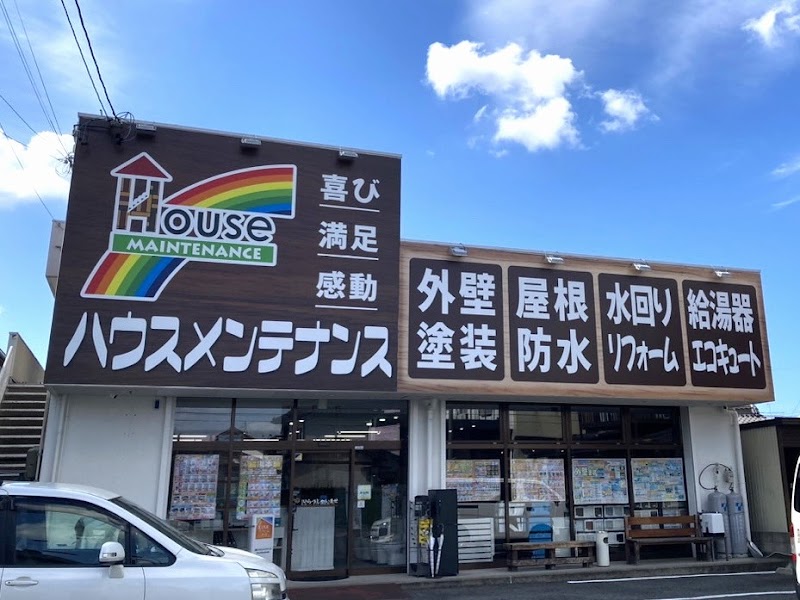 House
MAINTENANCE
喜び
満足
感動
ハウスメンテナンス
外壁
塗装
屋根
防水
水回り
リフォーム
給湯器
エコキュート